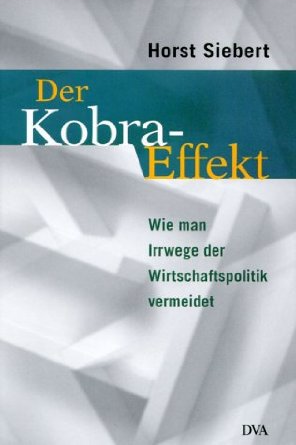 Horst Siebert
Der
Kobra-
Effekt
Wie man
Irrwege der
Wirtschaftspolitik
vermeidet
DVA